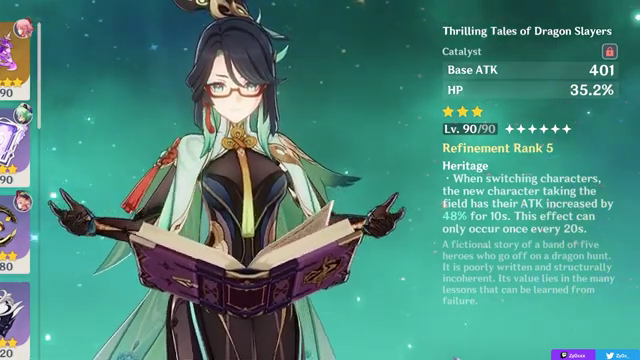 Thrilling Tales of Dragon Slayers
Catalyst
Base ATK 401
HP 35.2%
Lv. 90/90
Refinement Rank 5
Heritage
· When switching characters,
the new character taking the
field has their ATK increased by
48% for 10s. This effect can
only occur once every 20s.
A fictional story of a band of five
heroes who go off on a dragon hunt.
It is poorly written and structurally
incoherent. Its value lies in the many
lessons that can be learned from
failure.
90
90
80
20